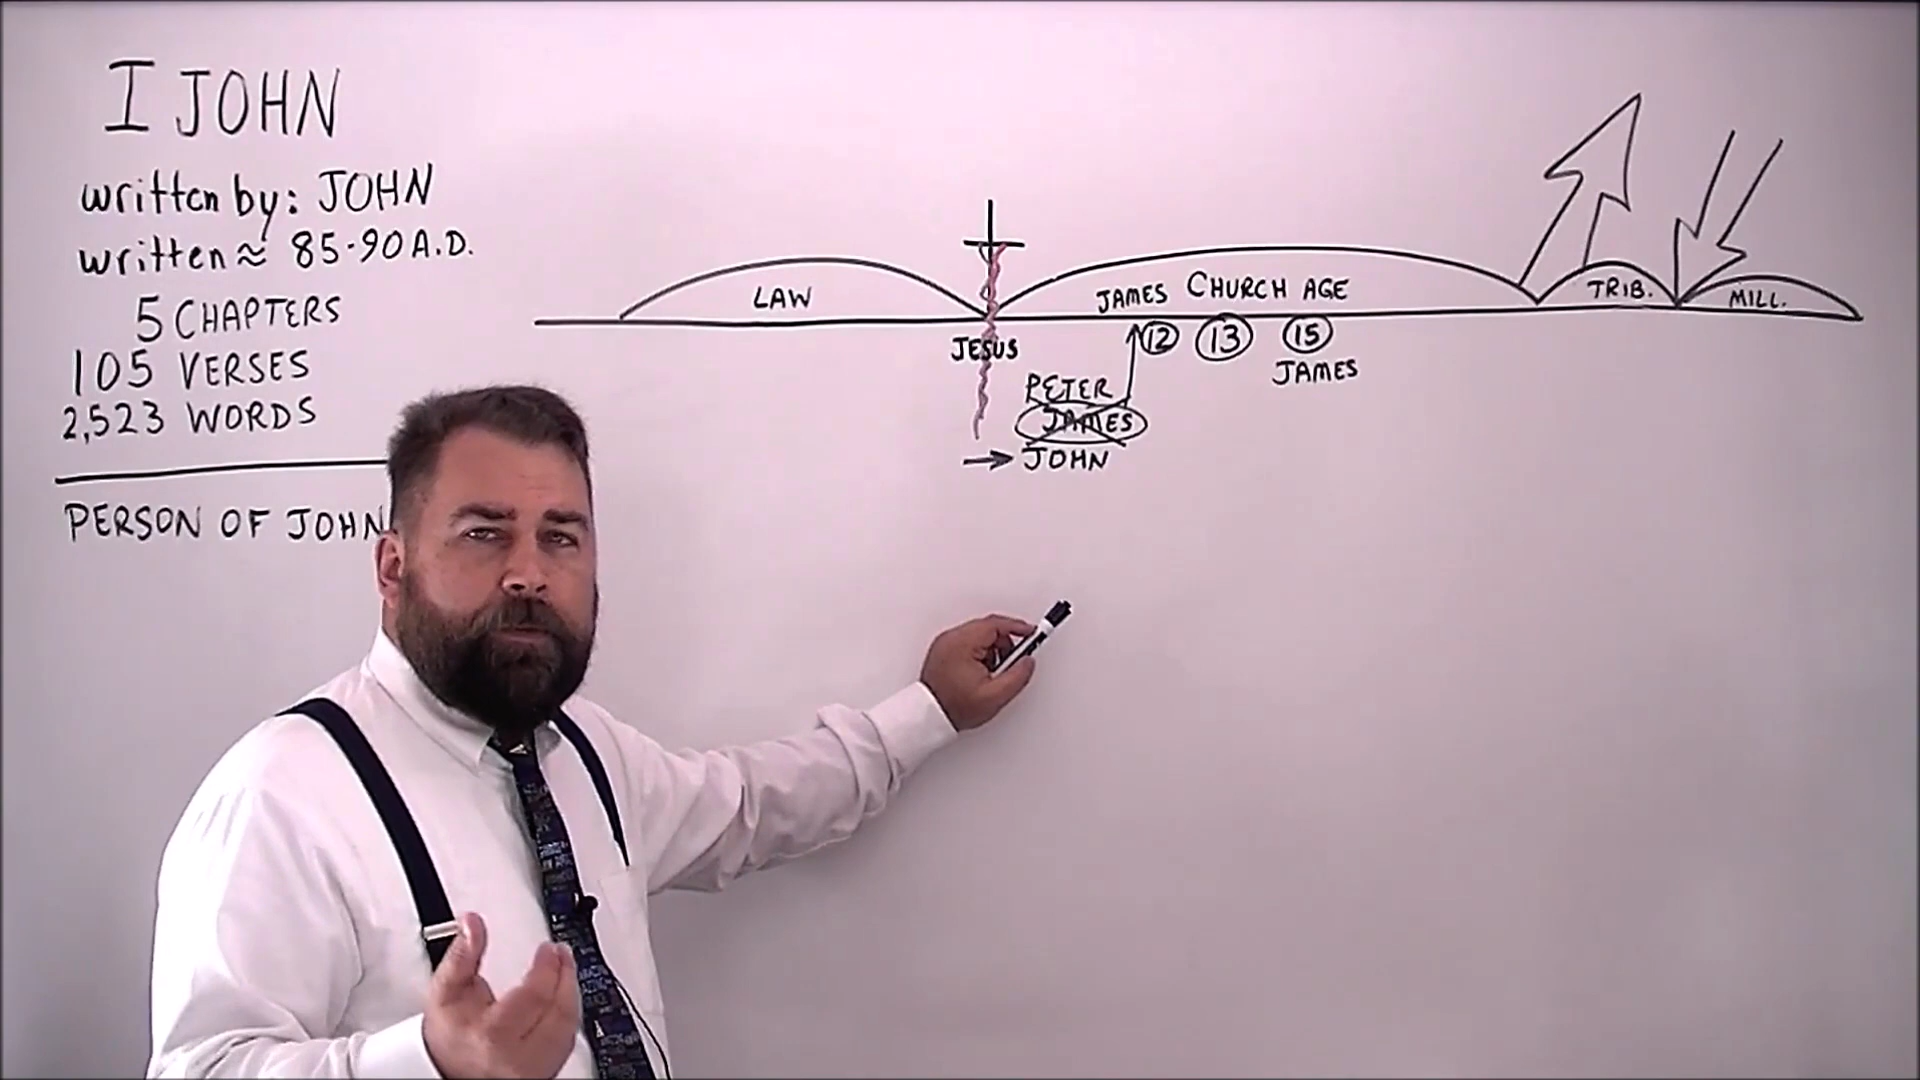 I JOHN
written by: JOHN
written ≈ 85-90 A.D.
5 CHAPTERS
105 VERSES
2,523 WORDS
PERSON OF JOHN
LAW
JESUS
JAMES CHURCH AGE
TRIB.
MILL.
12 13 15
JAMES
PETER
JAMES
JOHN